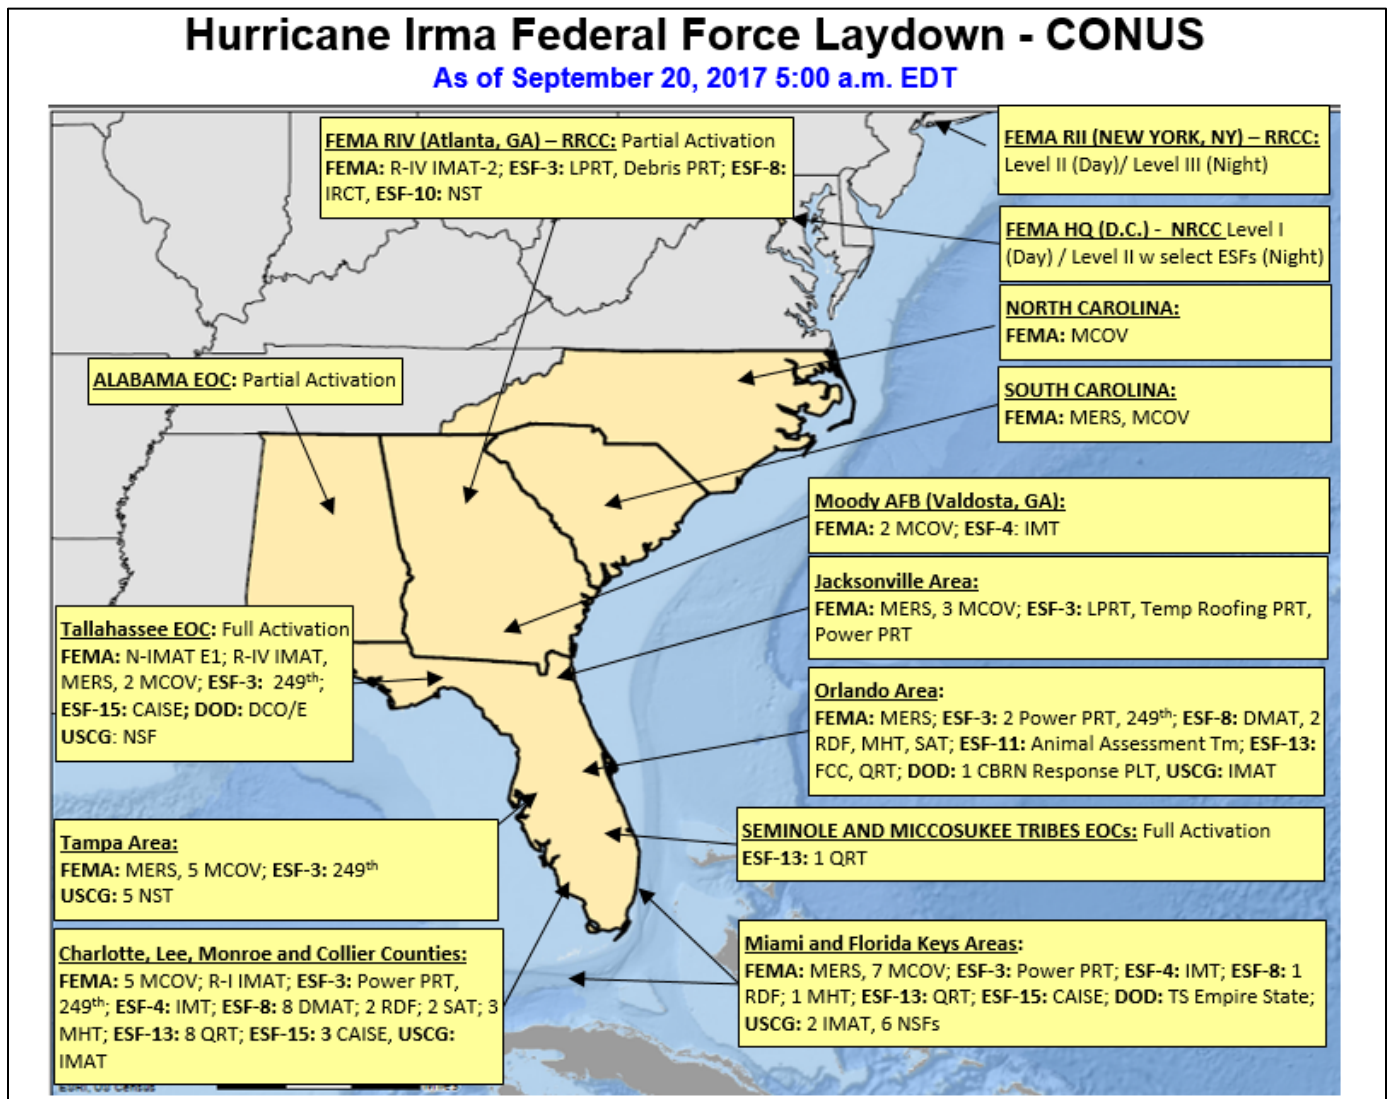 Hurricane Irma Federal Force Laydown - CONUS
As of September 20, 2017 5:00 a.m. EDT
FEMA RIV (Atlanta, GA) – RRCC: Partial Activation
FEMA: R-IV IMAT-2; ESF-3: LPRT, Debris PRT; ESF-8:
IRCT, ESF-10: NST
FEMA RII (NEW YORK, NY) – RRCC:
Level II (Day)/ Level III (Night)
FEMA HQ (D.C.) - NRCC Level I
(Day) / Level II w select ESFs (Night)
NORTH CAROLINA:
FEMA: MCOV
ALABAMA EOC: Partial Activation
SOUTH CAROLINA:
FEMA: MERS, MCOV
Moody AFB (Valdosta, GA):
FEMA: 2 MCOV; ESF-4: IMT
Jacksonville Area:
FEMA: MERS, 3 MCOV; ESF-3: LPRT, Temp Roofing PRT,
Power PRT
Tallahassee EOC: Full Activation
FEMA: N-IMAT E1; R-IV IMAT,
MERS, 2 MCOV; ESF-3: 249th;
ESF-15: CAISE; DOD: DCO/E
USCG: NSF
Orlando Area:
FEMA: MERS; ESF-3: 2 Power PRT, 249th; ESF-8: DMAT, 2
RDF, MHT, SAT; ESF-11: Animal Assessment Tm; ESF-13:
FCC, QRT; DOD: 1 CBRN Response PLT, USCG: IMAT
Tampa Area:
FEMA: MERS, 5 MCOV; ESF-3: 249th
USCG: 5 NST
SEMINOLE AND MICCOSUKEE TRIBES EOCs: Full Activation
ESF-13: 1 QRT
Charlotte, Lee, Monroe and Collier Counties:
FEMA: 5 MCOV; R-I IMAT; ESF-3: Power PRT,
249th; ESF-4: IMT; ESF-8: 8 DMAT; 2 RDF; 2 SAT; 3
MHT; ESF-13: 8 QRT; ESF-15: 3 CAISE, USCG:
IMAT
Miami and Florida Keys Areas:
FEMA: MERS, 7 MCOV; ESF-3: Power PRT; ESF-4: IMT; ESF-8: 1
RDF; 1 MHT; ESF-13: QRT; ESF-15: CAISE; DOD: TS Empire State;
USCG: 2 IMAT, 6 NSFs